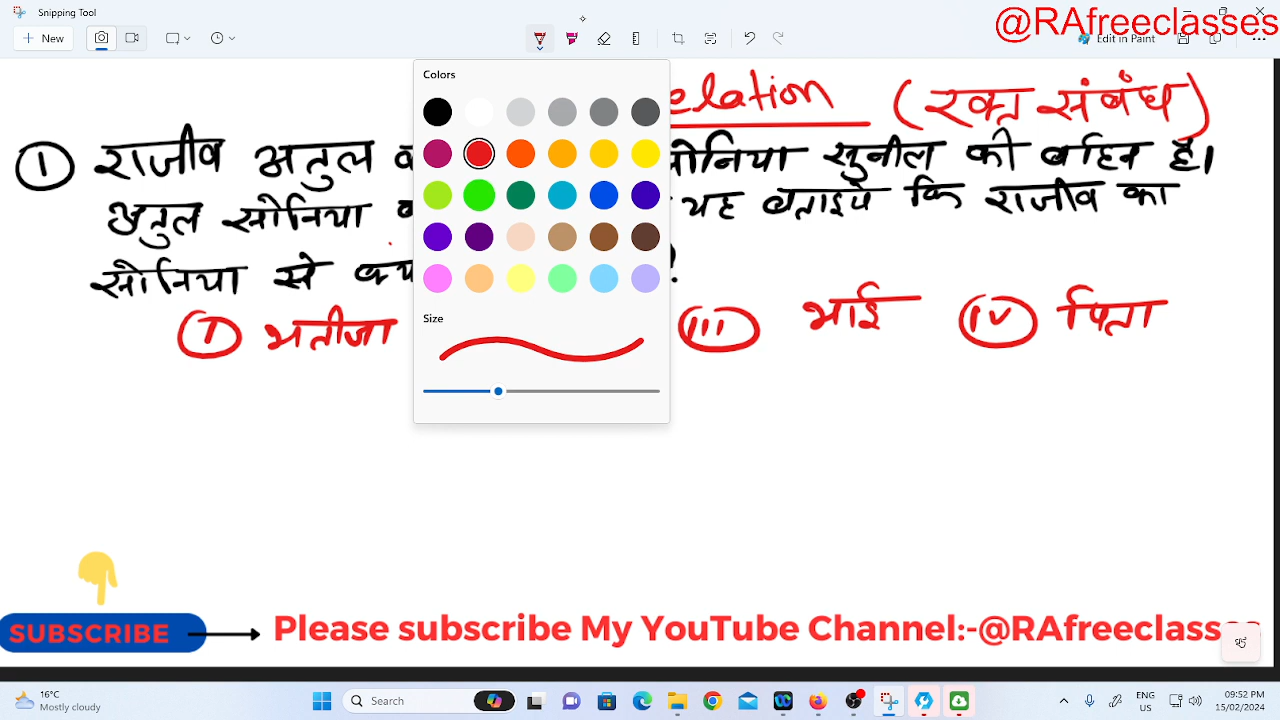 Snipping Tool
@RAfreeclasses
New
Edit in Paint
Colors
elation (रक्त संबंध)
① राजीव अतुल सोनिया सुनील की बहिन है।
अतुल सोनिया यह बताइये कि राजीव का
सोनिया से क्या ?
I भतीजा III भाई IV पिता
Size
SUBSCRIBE Please subscribe My YouTube Channel:-@RAfreeclasses
16°C
Mostly cloudy
Search
ENG
US
09:52 PM
15/02/2024